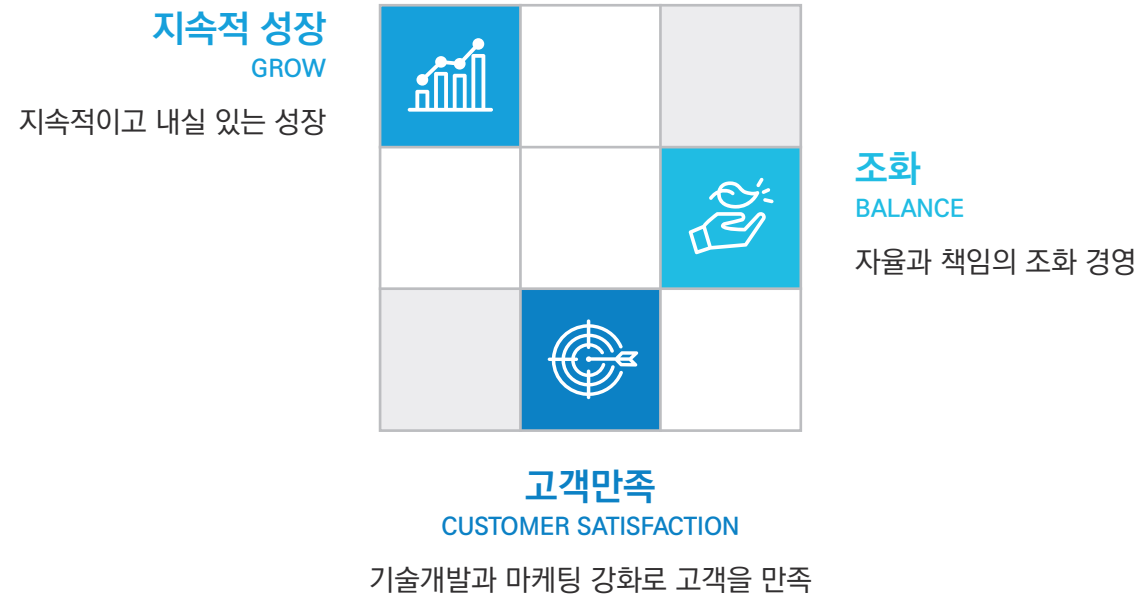 지속적 성장
GROW
지속적이고 내실 있는 성장
조화
BALANCE
자율과 책임의 조화 경영
고객만족
CUSTOMER SATISFACTION
기술개발과 마케팅 강화로 고객을 만족